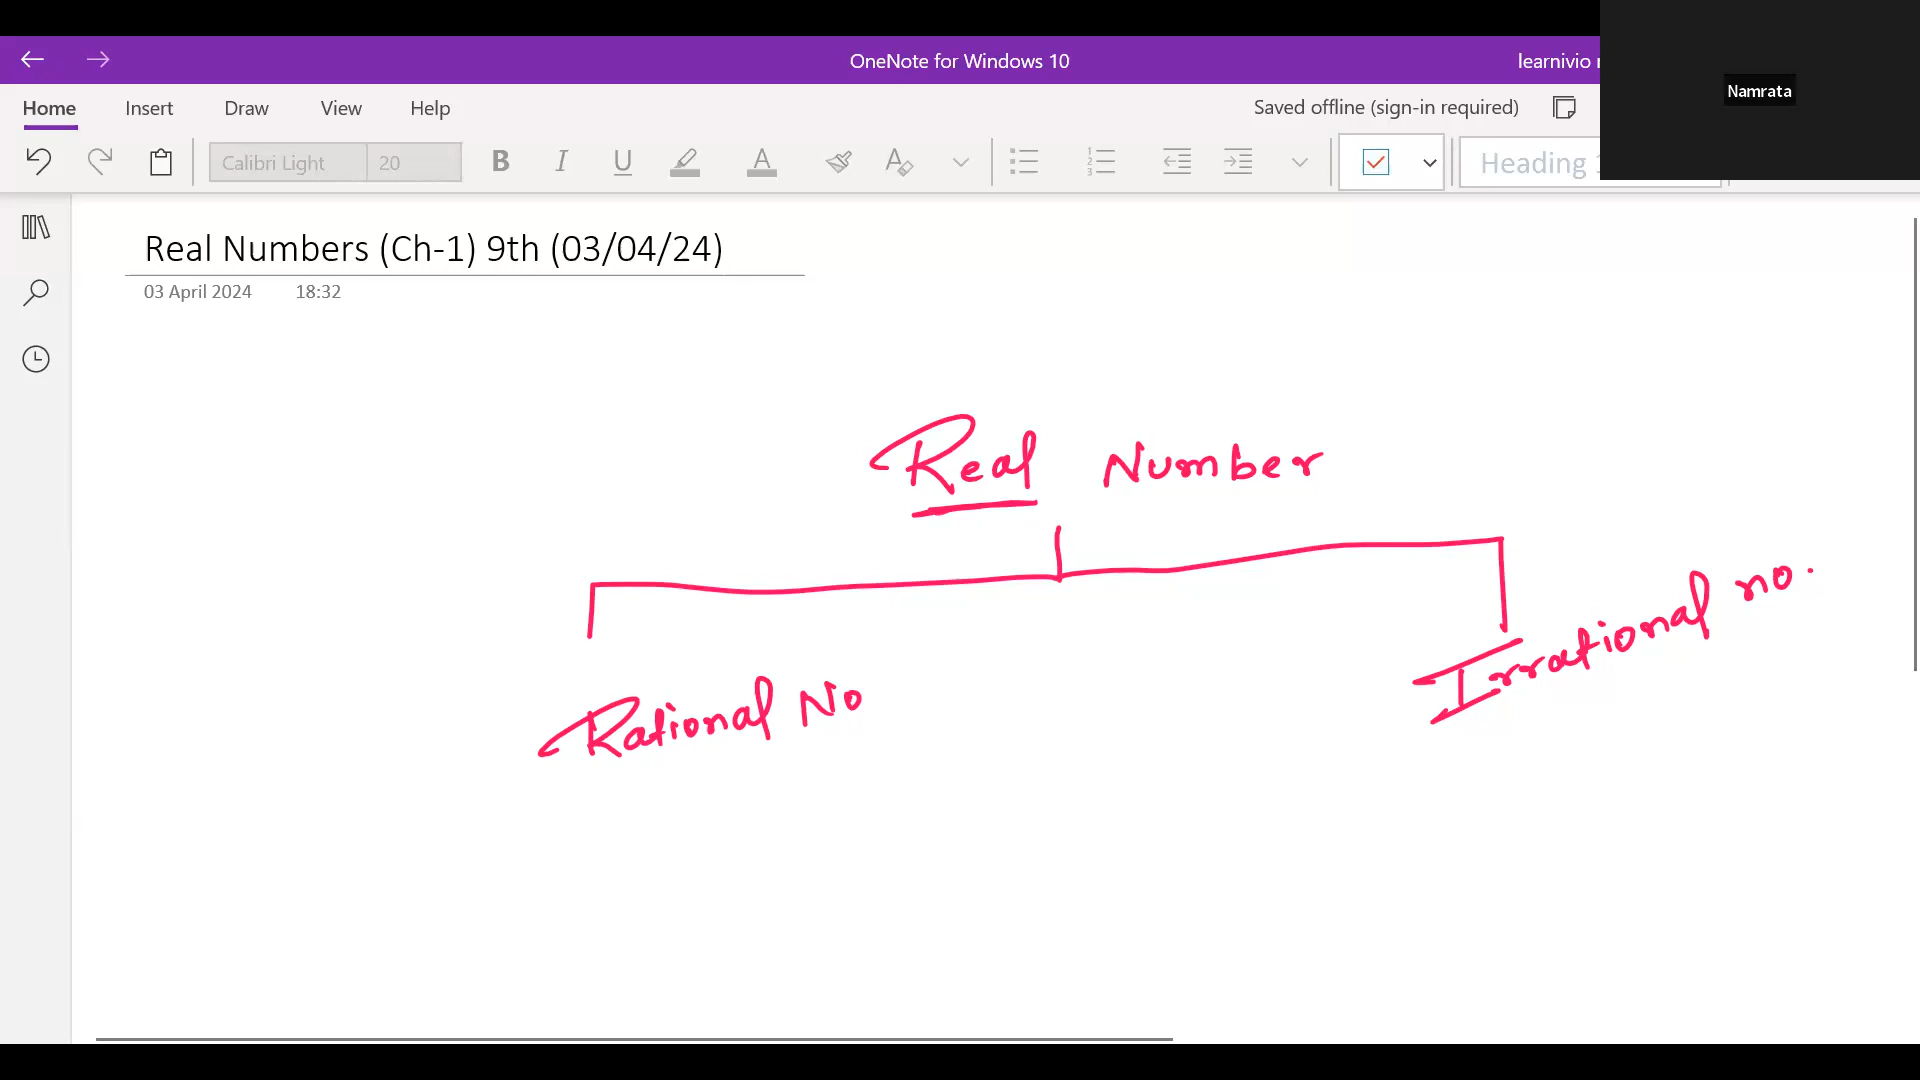 OneNote for Windows 10
learnivio
Namrata
Home Insert Draw View Help
Saved offline (sign-in required)
Calibri Light 20 B I U A A Heading
Real Numbers (Ch-1) 9th (03/04/24)
03 April 2024 18:32
Real Number
Rational No
Irrational no.